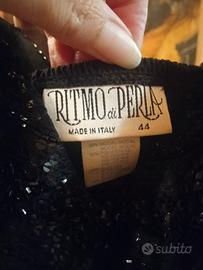 RITMO di PERLA
MADE IN ITALY 44
subito